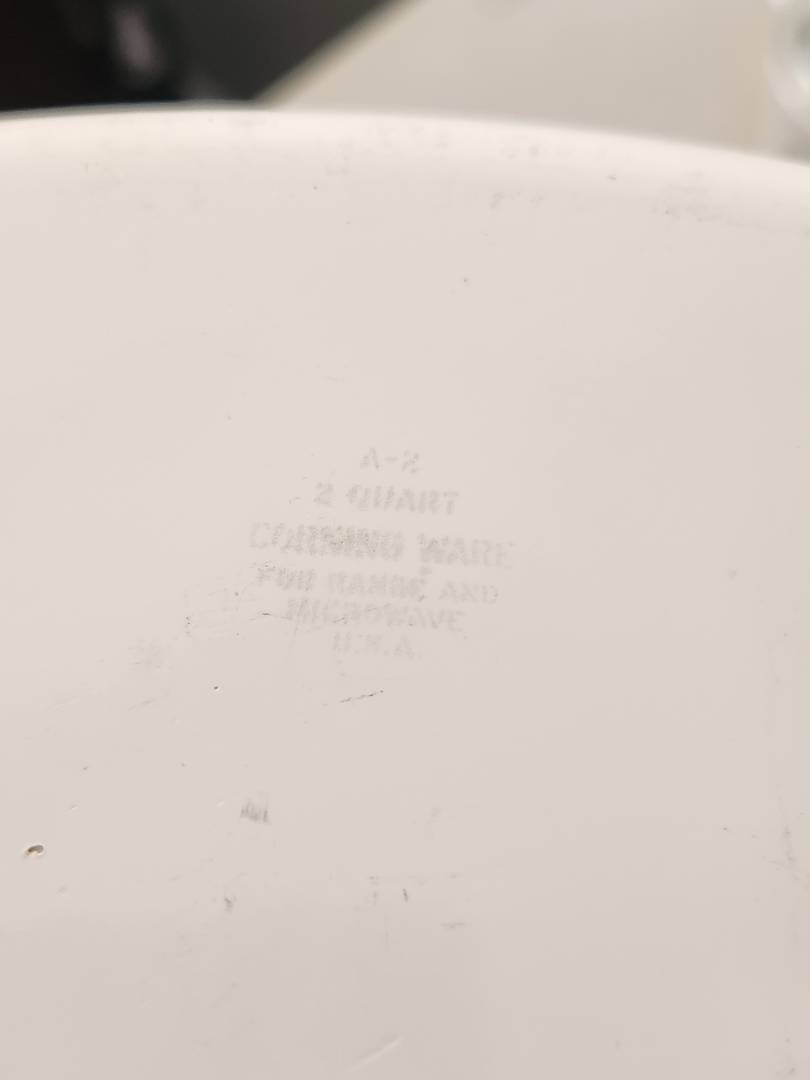 A-2
2 QUART
CORNING WARE
®
FOR RANGE AND
MICROWAVE
U.S.A